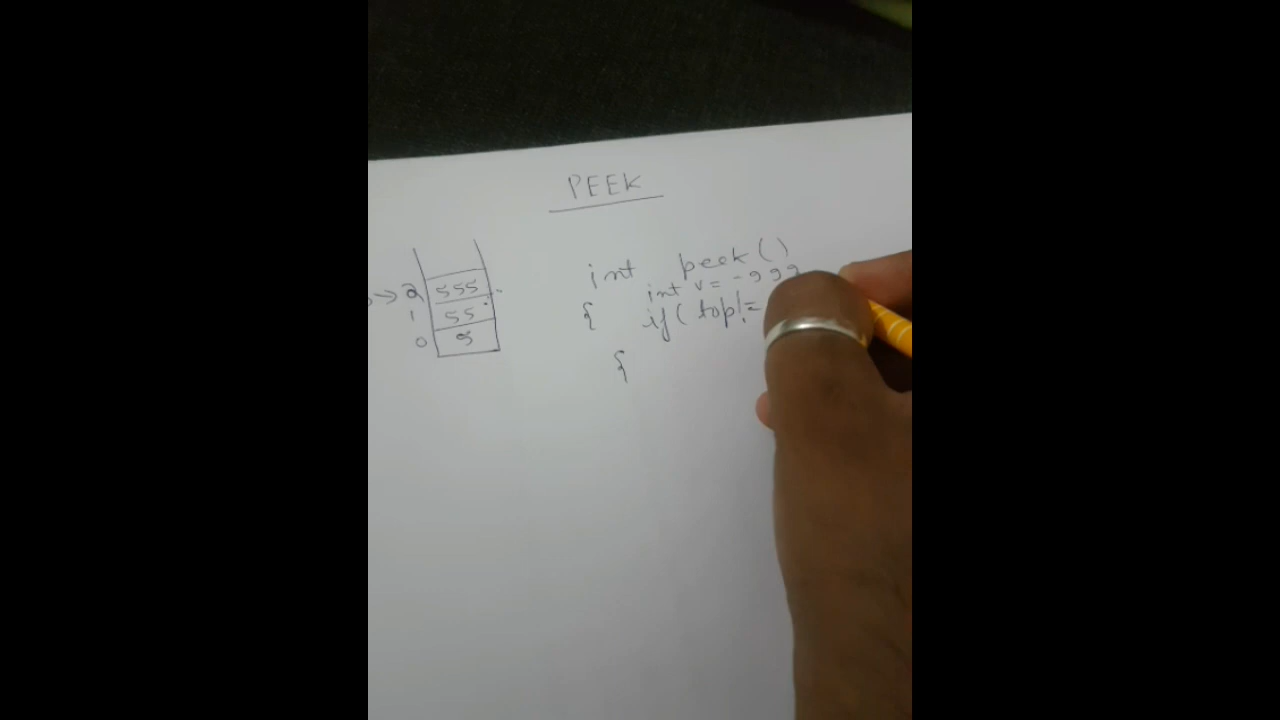 PEEK
int peek ()
int v = -999
{ if ( top !=
{
→ 2 555
1 55
0 5